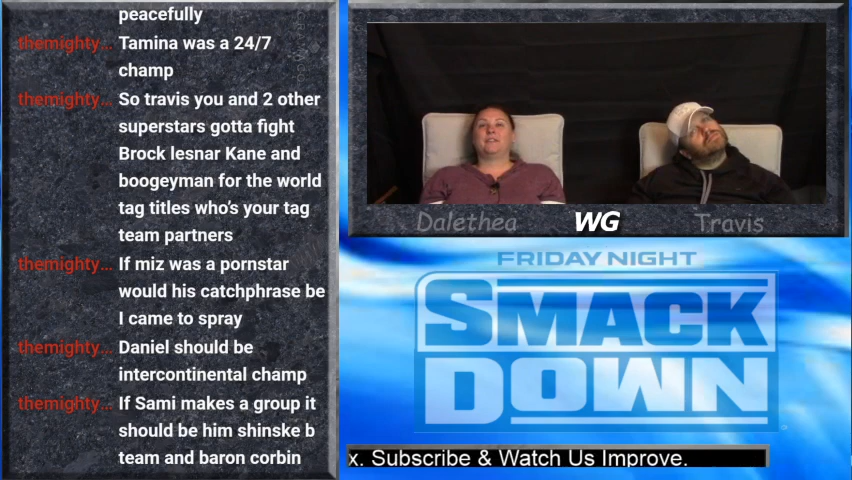 peacefully
themighty... Tamina was a 24/7
champ
themighty... So travis you and 2 other
superstars gotta fight
Brock lesnar Kane and
boogeyman for the world
tag titles who's your tag
team partners
themighty... If miz was a pornstar
would his catchphrase be
I came to spray
themighty... Daniel should be
intercontinental champ
themighty... If Sami makes a group it
should be him shinske b
team and baron corbin
Dalethea WG Travis
FRIDAY NIGHT
SMACK
DOWN
x. Subscribe & Watch Us Improve.